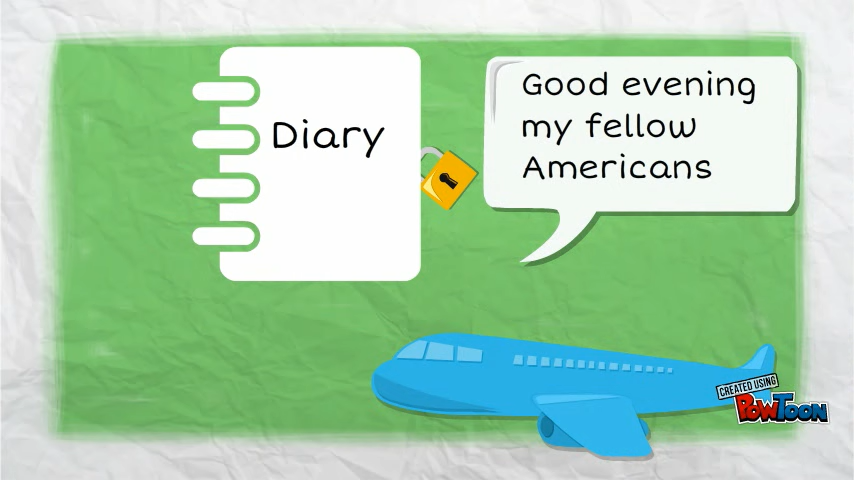 Diary
Good evening
my fellow
Americans
CREATED USING
POWTOON